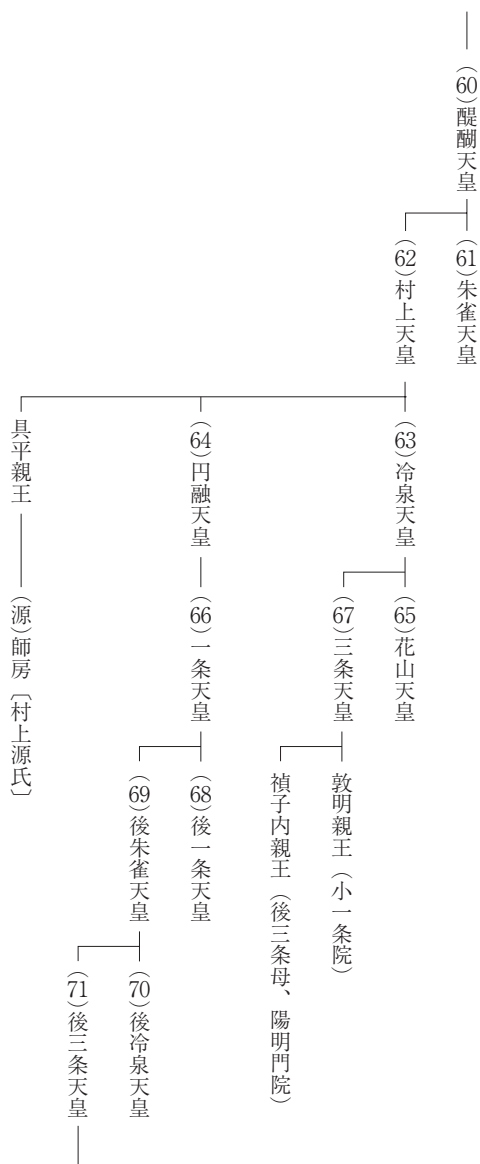 (60)醍醐天皇
(61)朱雀天皇
(62)村上天皇
(63)冷泉天皇
(64)円融天皇
具平親王
(65)花山天皇
(67)三条天皇
(66)一条天皇
(源)師房〔村上源氏〕
敦明親王(小一条院)
禎子内親王(後三条母、陽明門院)
(68)後一条天皇
(69)後朱雀天皇
(70)後冷泉天皇
(71)後三条天皇